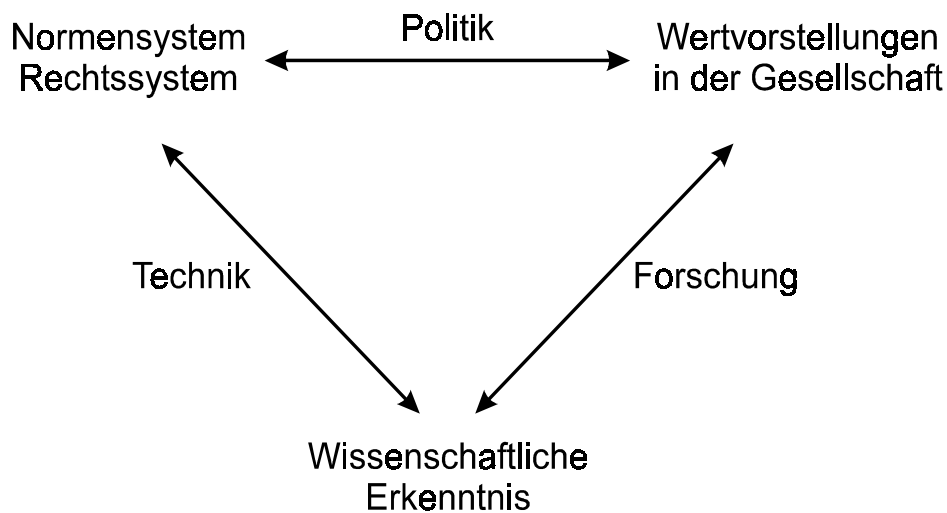 Normensystem
Rechtssystem
Politik
Wertvorstellungen
in der Gesellschaft
Technik
Forschung
Wissenschaftliche
Erkenntnis